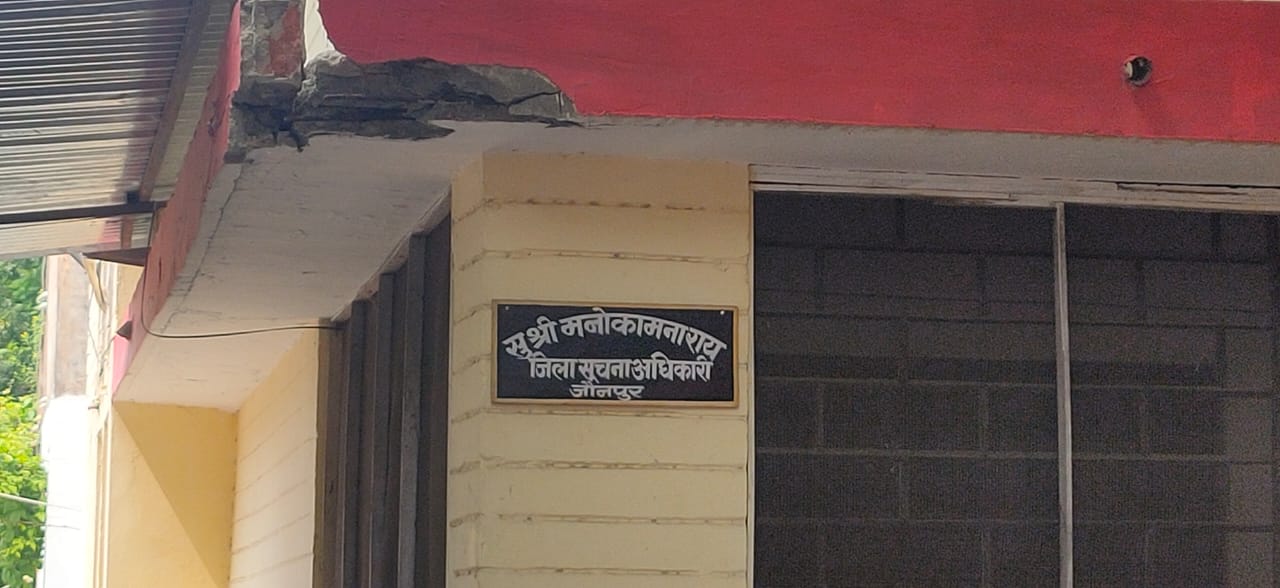 सुश्री मनोकामना राय
जिला सूचना अधिकारी
जौनपुर